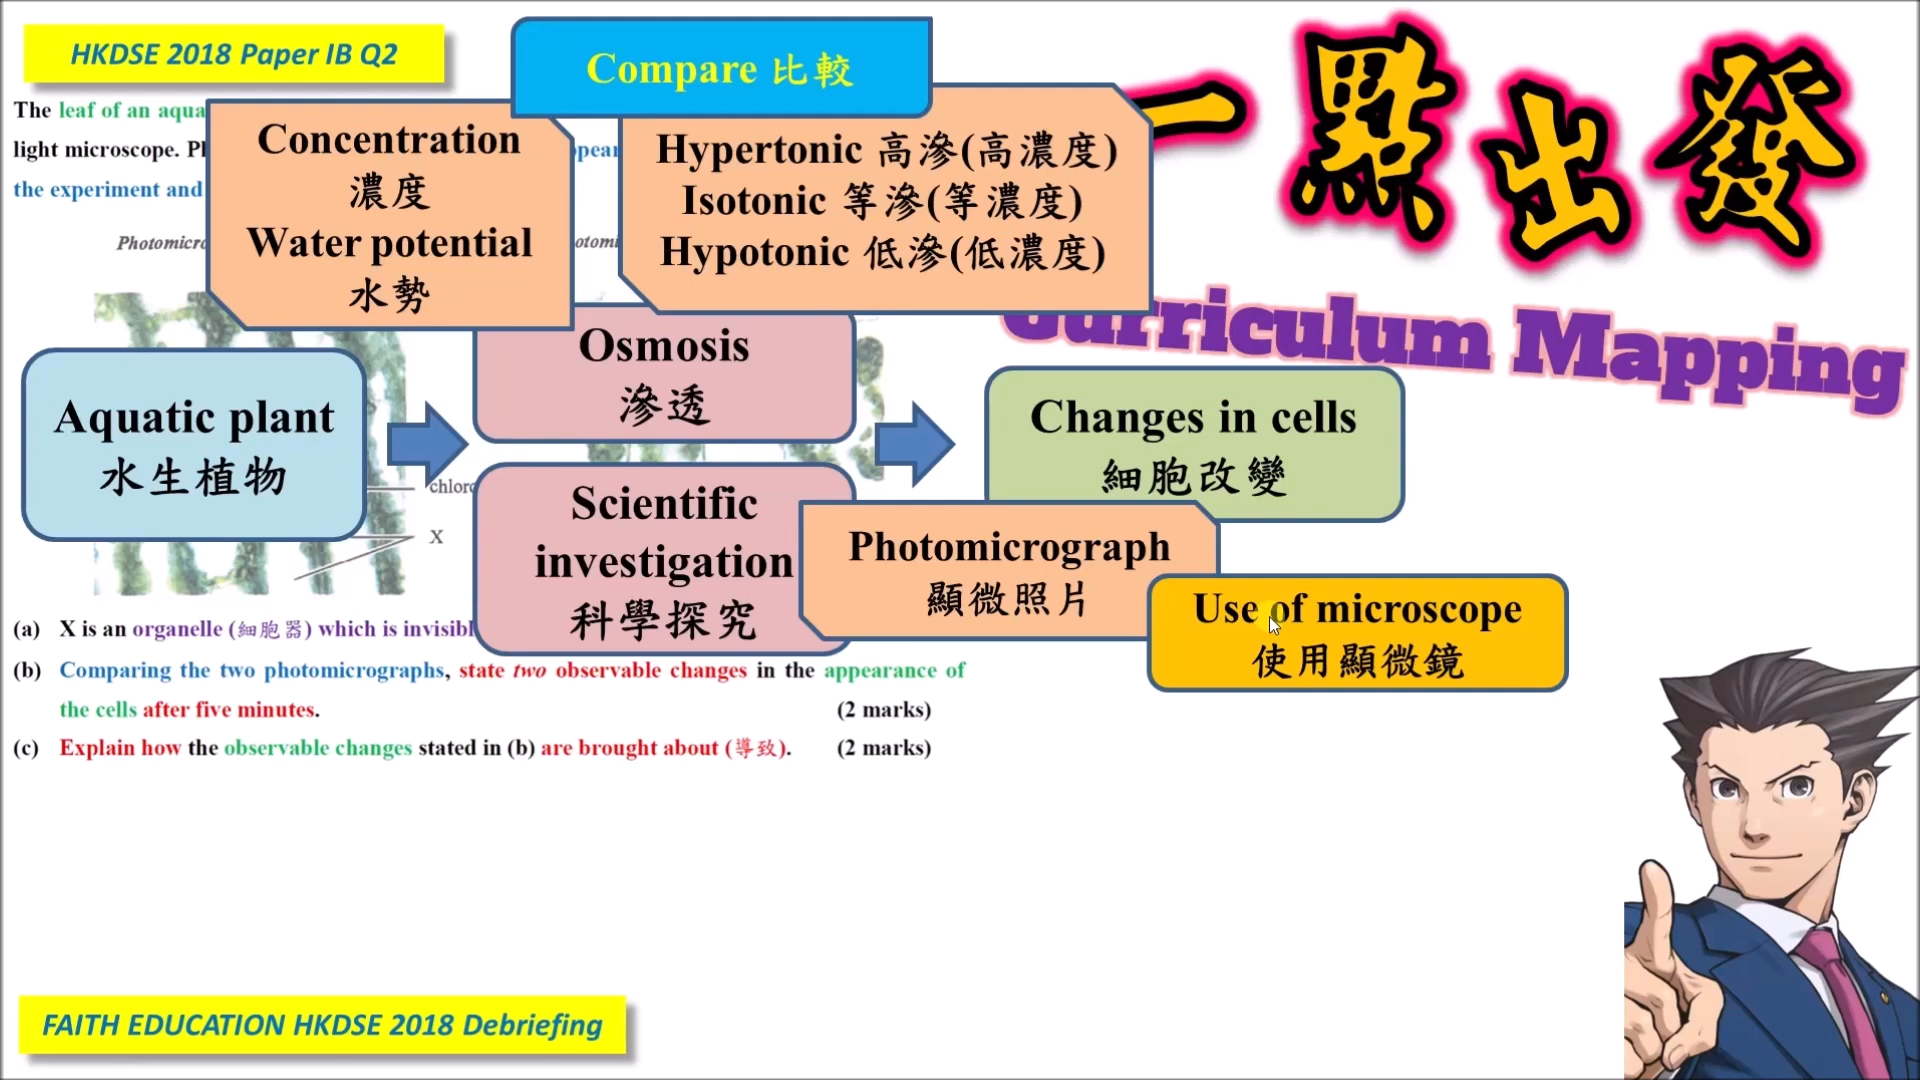 HKDSE 2018 Paper IB Q2
Compare 比較
一點出發
Curriculum Mapping
The leaf of an aqua
light microscope. Pl
the experiment and
Photomicro
Concentration
濃度
Water potential
水勢
Hypertonic 高滲(高濃度)
Isotonic 等滲(等濃度)
Hypotonic 低滲(低濃度)
Aquatic plant
水生植物
Osmosis
滲透
Scientific
investigation
科學探究
Changes in cells
細胞改變
Photomicrograph
顯微照片
Use of microscope
使用顯微鏡
X
(a) X is an organelle (細胞器) which is invisibl
(b) Comparing the two photomicrographs, state two observable changes in the appearance of
the cells after five minutes. (2 marks)
(c) Explain how the observable changes stated in (b) are brought about (導致). (2 marks)
FAITH EDUCATION HKDSE 2018 Debriefing